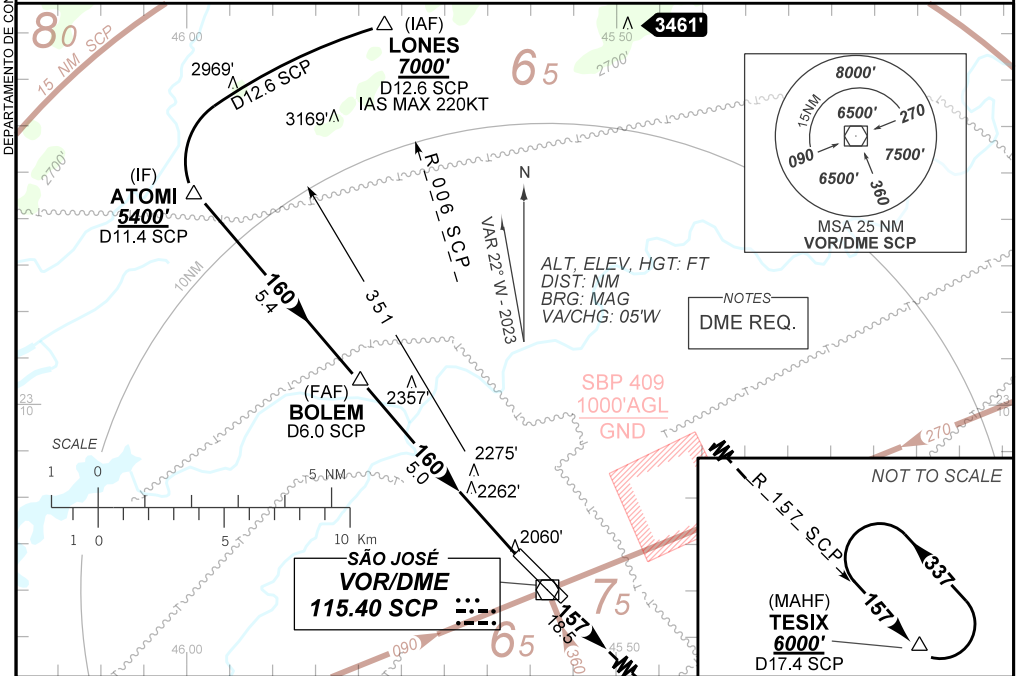 DEPARTAMENTO DE CON
80
15 NM SCP
46 00
(IAF)
LONES
7000'
D12.6 SCP
IAS MAX 220KT
2969'
D12.6 SCP
3169'
65
45 50
3461'
2700'
2700'
8000'
15NM
6500'
270
090
7500'
6500'
360
MSA 25 NM
VOR/DME SCP
(IF)
ATOMI
5400'
D11.4 SCP
10NM
R 006 SCP
N
VAR 22° W - 2023
ALT, ELEV, HGT: FT
DIST: NM
BRG: MAG
VA/CHG: 05'W
NOTES
DME REQ.
160
5.4
351
(FAF)
BOLEM
D6.0 SCP
2357'
SBP 409
1000'AGL
GND
23
10
23
10
270
SCALE
1 0 5 NM
1 0 5 10 Km
160
5.0
2275'
2262'
2060'
SÃO JOSÉ
VOR/DME
115.40 SCP
75
65
157
18.5
090
360
46 00
45 50
NOT TO SCALE
R 157 SCP
337
157
(MAHF)
TESIX
6000'
D17.4 SCP